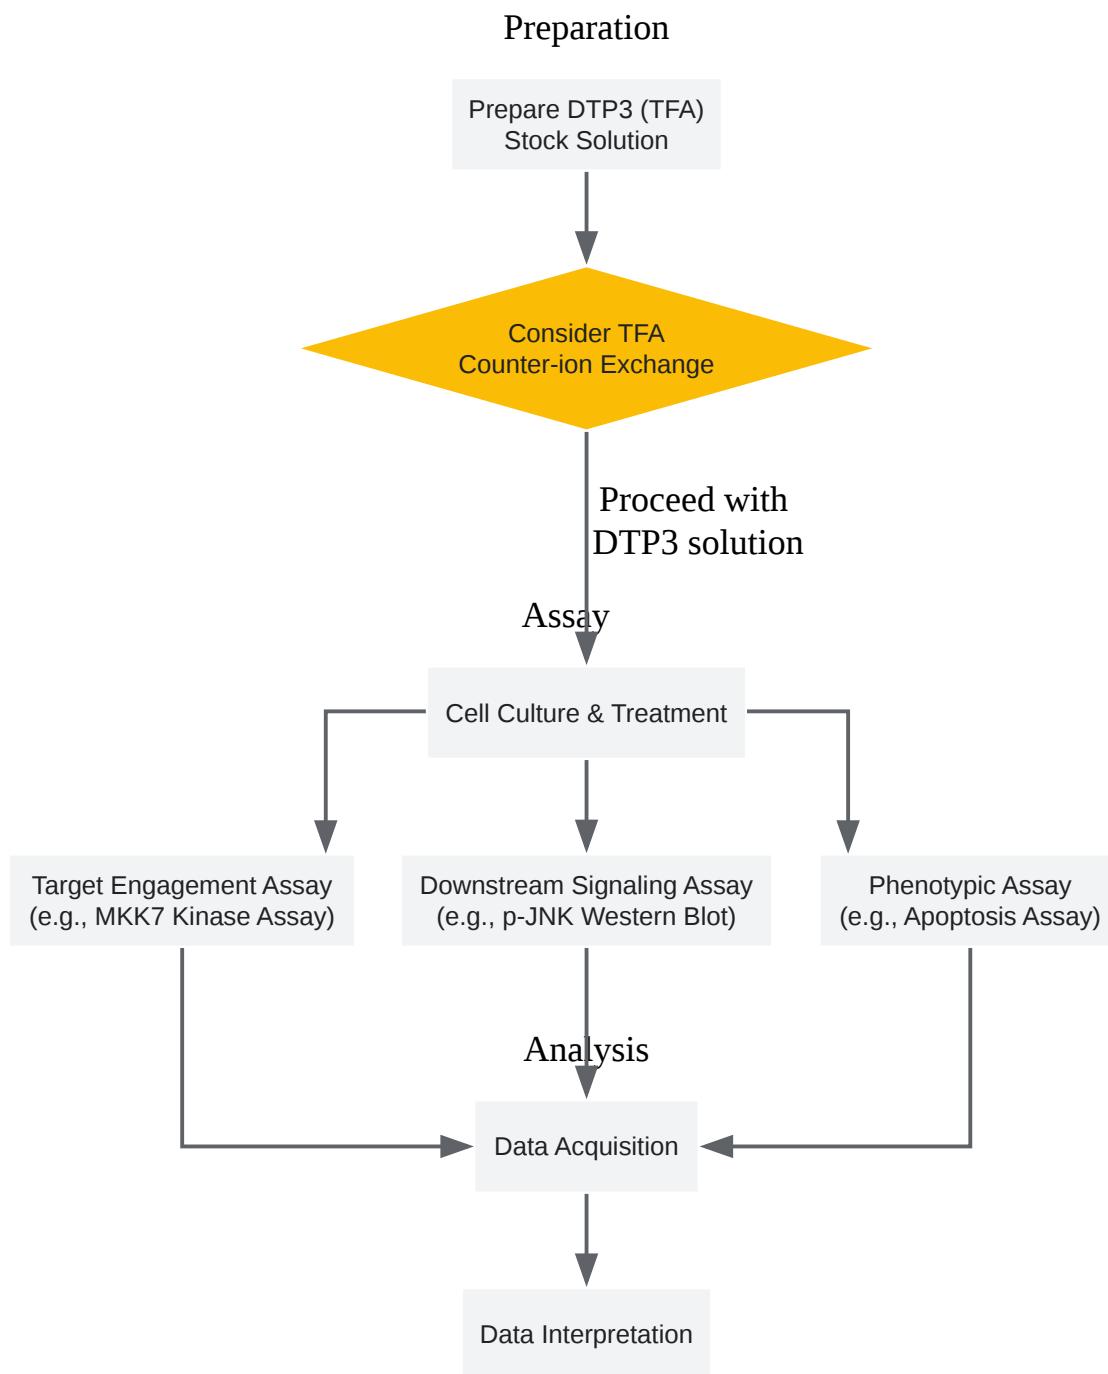 Preparation
Prepare DTP3 (TFA)
Stock Solution
Consider TFA
Counter-ion Exchange
Proceed with
DTP3 solution
Assay
Cell Culture & Treatment
Target Engagement Assay
(e.g., MKK7 Kinase Assay)
Downstream Signaling Assay
(e.g., p-JNK Western Blot)
Phenotypic Assay
(e.g., Apoptosis Assay)
Analysis
Data Acquisition
Data Interpretation